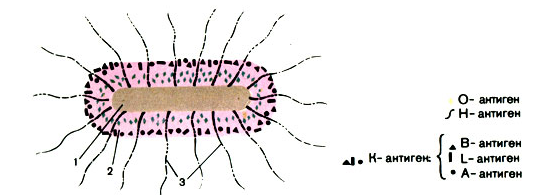 О- антиген
Н- антиген
К- антиген:
В- антиген
L- антиген
А- антиген
1
2
3